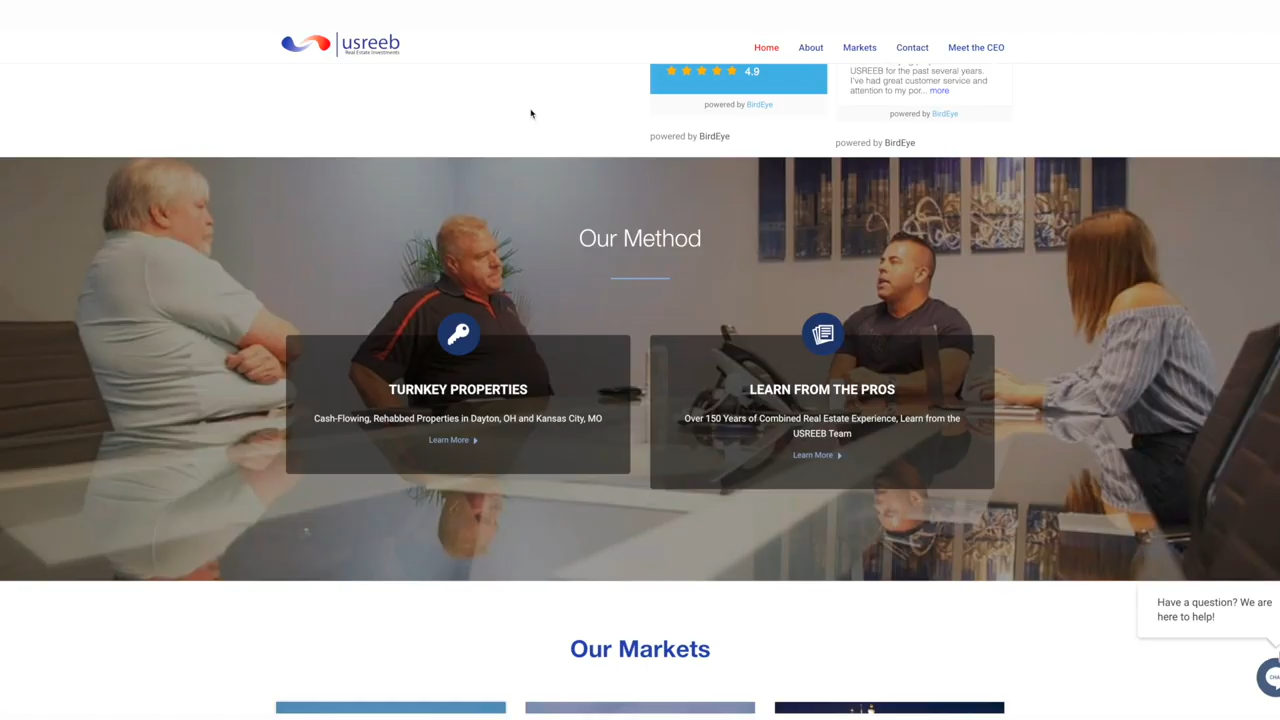 usreeb
Real Estate Investments
Home About Markets Contact Meet the CEO
4.9
powered by BirdEye
powered by BirdEye
USREEB for the past several years.
I've had great customer service and
attention to my por... more
powered by BirdEye
powered by BirdEye
Our Method
TURNKEY PROPERTIES
Cash-Flowing, Rehabbed Properties in Dayton, OH and Kansas City, MO
Learn More
LEARN FROM THE PROS
Over 150 Years of Combined Real Estate Experience, Learn from the
USREEB Team
Learn More
Our Markets
Have a question? We are
here to help!